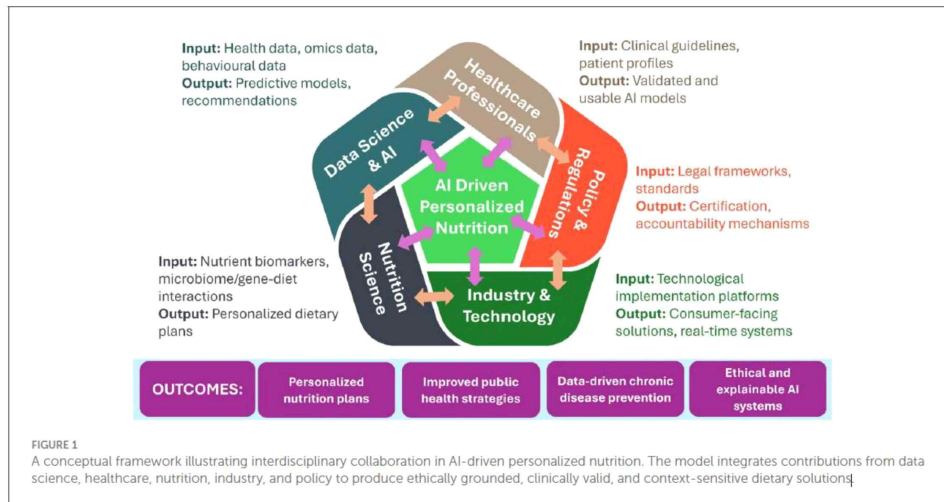 Input: Health data, omics data,
behavioural data
Output: Predictive models,
recommendations
Input: Clinical guidelines,
patient profiles
Output: Validated and
usable AI models
Healthcare
Professionals
Data Science
& AI
Policy &
Regulations
AI Driven
Personalized
Nutrition
Input: Legal frameworks,
standards
Output: Certification,
accountability mechanisms
Nutrition
Science
Input: Nutrient biomarkers,
microbiome/gene-diet
interactions
Output: Personalized dietary
plans
Industry &
Technology
Input: Technological
implementation platforms
Output: Consumer-facing
solutions, real-time systems
OUTCOMES:
Personalized
nutrition plans
Improved public
health strategies
Data-driven chronic
disease prevention
Ethical and
explainable AI
systems
FIGURE 1
A conceptual framework illustrating interdisciplinary collaboration in AI-driven personalized nutrition. The model integrates contributions from data
science, healthcare, nutrition, industry, and policy to produce ethically grounded, clinically valid, and context-sensitive dietary solutions.